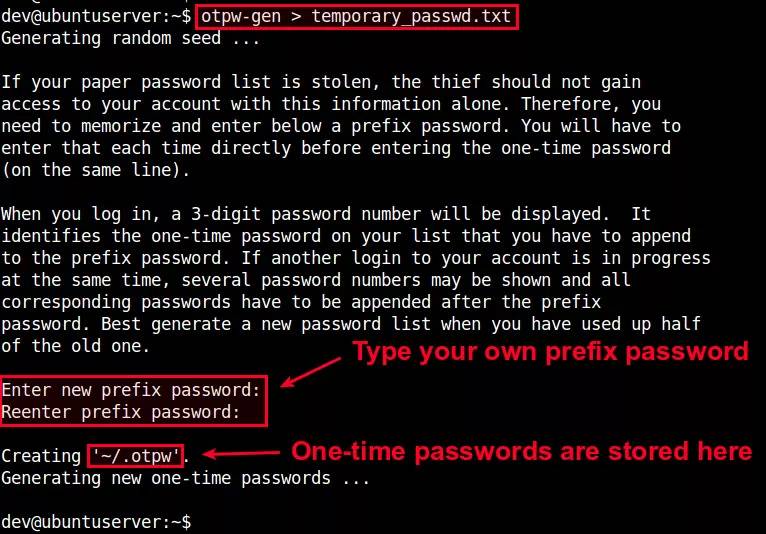 dev@ubuntuserver:~$ otpw-gen > temporary_passwd.txt
Generating random seed ...
If your paper password list is stolen, the thief should not gain
access to your account with this information alone. Therefore, you
need to memorize and enter below a prefix password. You will have to
enter that each time directly before entering the one-time password
(on the same line).
When you log in, a 3-digit password number will be displayed.  It
identifies the one-time password on your list that you have to append
to the prefix password. If another login to your account is in progress
at the same time, several password numbers may be shown and all
corresponding passwords have to be appended after the prefix
password. Best generate a new password list when you have used up half
of the old one.
Type your own prefix password
Enter new prefix password:
Reenter prefix password:
Creating '~/.otpw'.
One-time passwords are stored here
Generating new one-time passwords ...
dev@ubuntuserver:~$